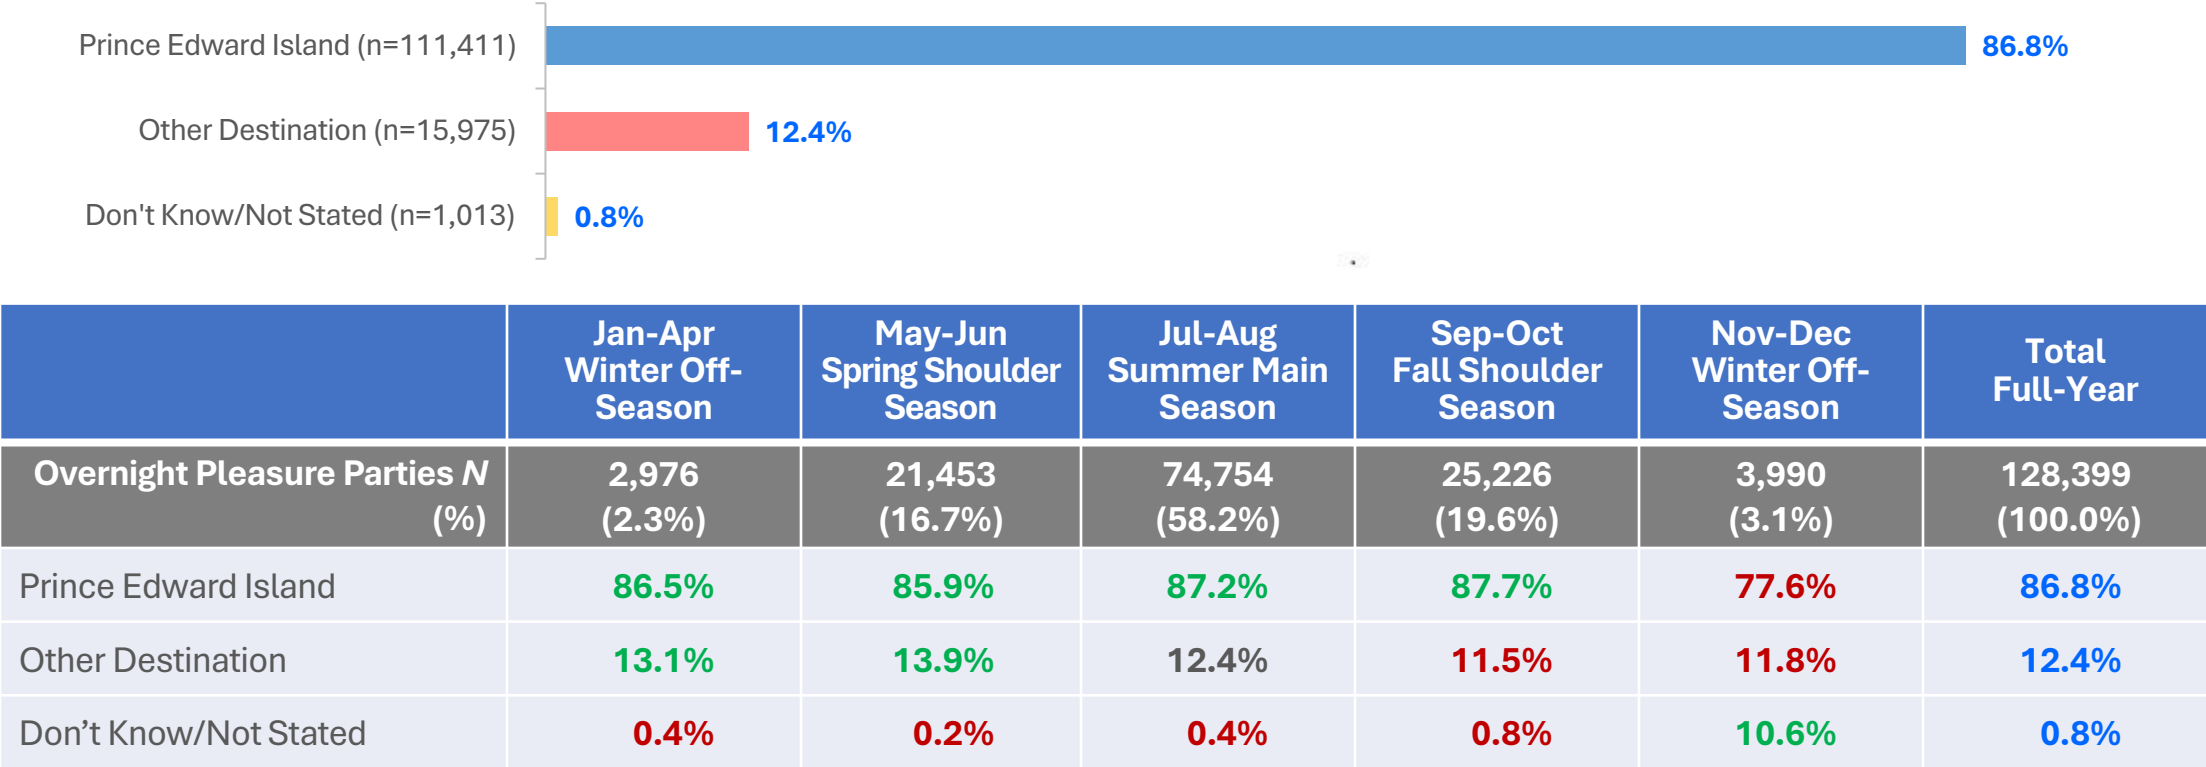 Prince Edward Island (n=111,411) 86.8%
Other Destination (n=15,975) 12.4%
Don't Know/Not Stated (n=1,013) 0.8%
Jan-Apr Winter Off-Season May-Jun Spring Shoulder Season Jul-Aug Summer Main Season Sep-Oct Fall Shoulder Season Nov-Dec Winter Off-Season Total Full-Year
Overnight Pleasure Parties N (%) 2,976 (2.3%) 21,453 (16.7%) 74,754 (58.2%) 25,226 (19.6%) 3,990 (3.1%) 128,399 (100.0%)
Prince Edward Island 86.5% 85.9% 87.2% 87.7% 77.6% 86.8%
Other Destination 13.1% 13.9% 12.4% 11.5% 11.8% 12.4%
Don’t Know/Not Stated 0.4% 0.2% 0.4% 0.8% 10.6% 0.8%